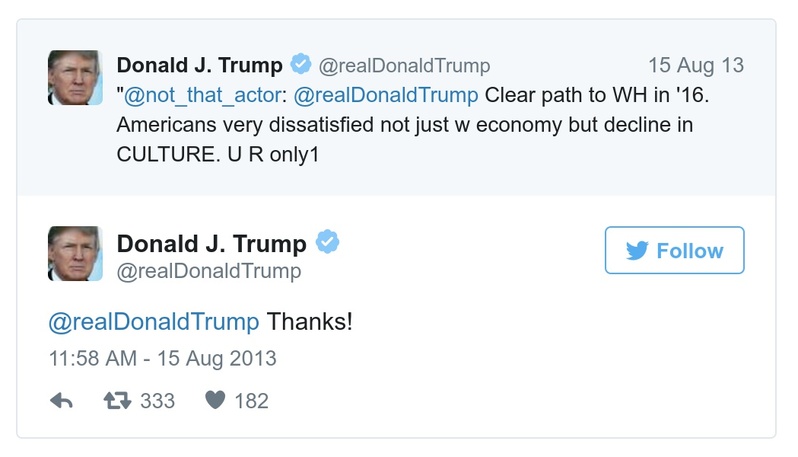 Donald J. Trump @realDonaldTrump 15 Aug 13
"@not_that_actor: @realDonaldTrump Clear path to WH in '16.
Americans very dissatisfied not just w economy but decline in
CULTURE. U R only1
Donald J. Trump
Follow
@realDonaldTrump
@realDonaldTrump Thanks!
11:58 AM - 15 Aug 2013
333 182